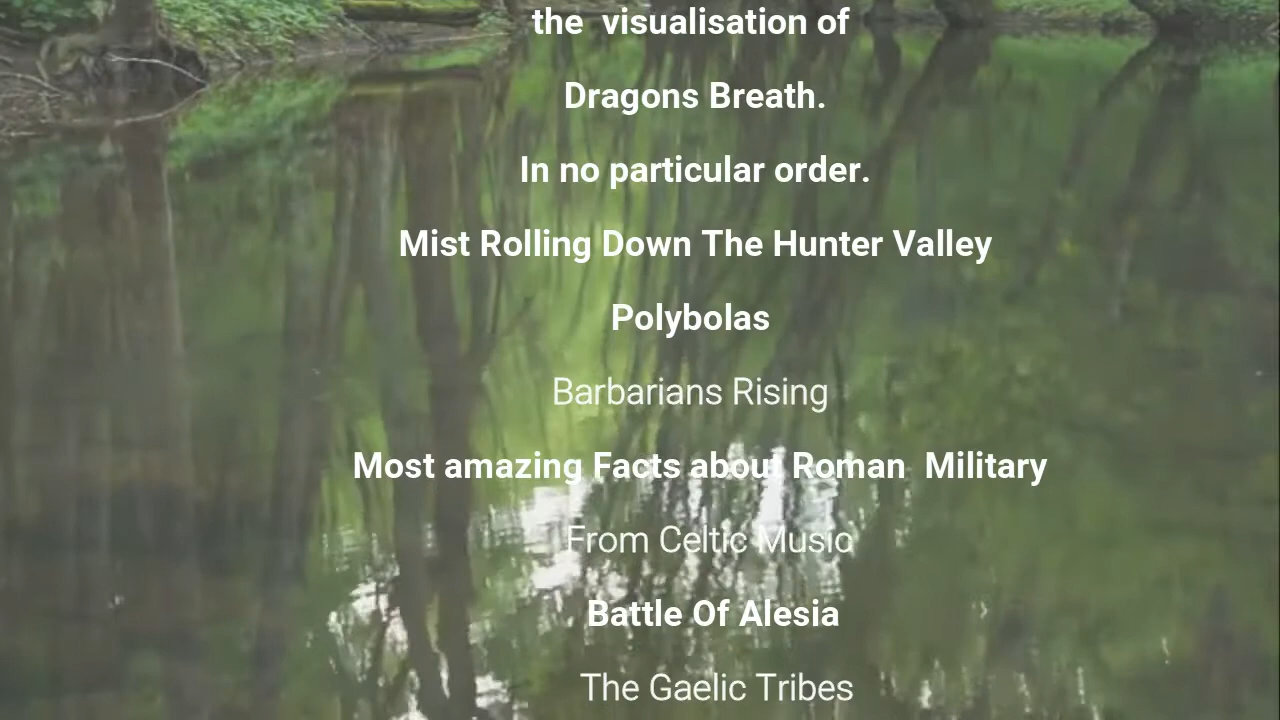 the  visualisation of
Dragons Breath.
In no particular order.
Mist Rolling Down The Hunter Valley
Polybolas
Barbarians Rising
Most amazing Facts about Roman  Military
From Celtic Music
Battle Of Alesia
The Gaelic Tribes